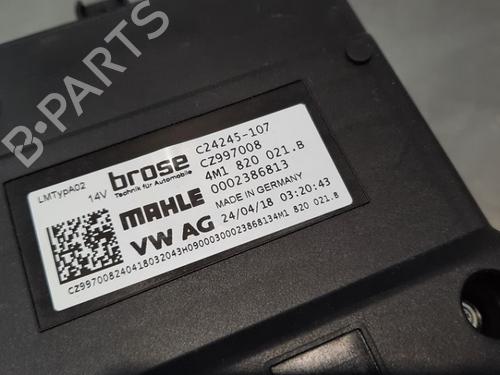 B-PARTS
LMTypA02
14V
brose
Technik für Automobile
C24245-107
CZ997008
4M1 820 021.B
0002386813
MAHLE
MADE IN GERMANY
VW AG
24/04/18 03:20:43
CZ997008240418032043H09000300023868134M1 820 021.B